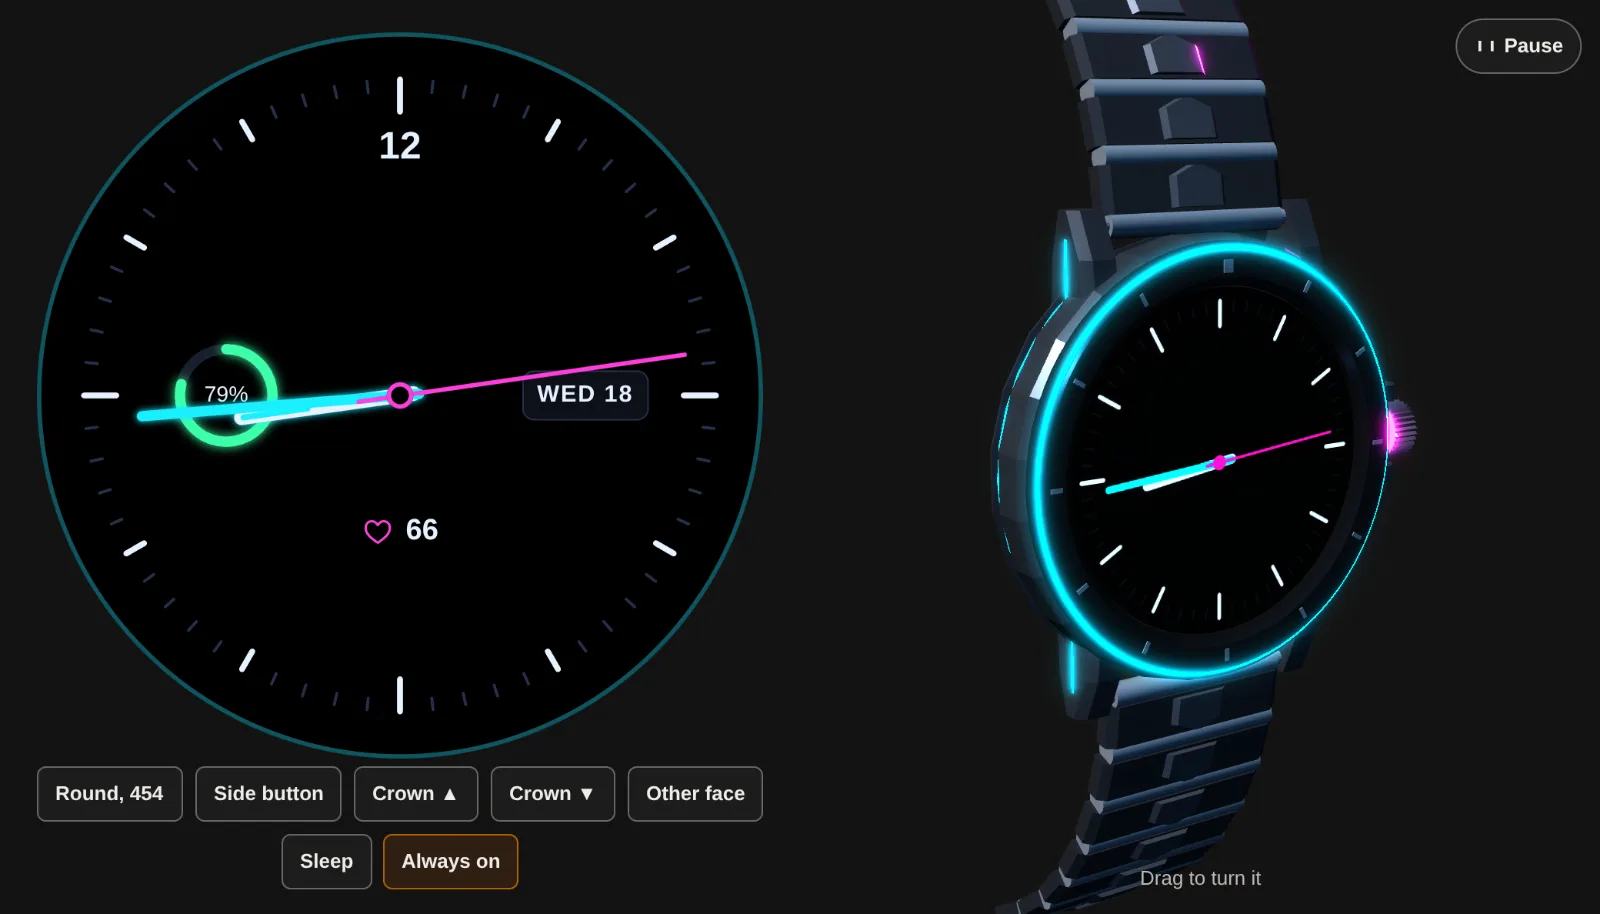 Pause
12
79%
WED 18
66
Round, 454
Side button
Crown ▲
Crown ▼
Other face
Sleep
Always on
Drag to turn it